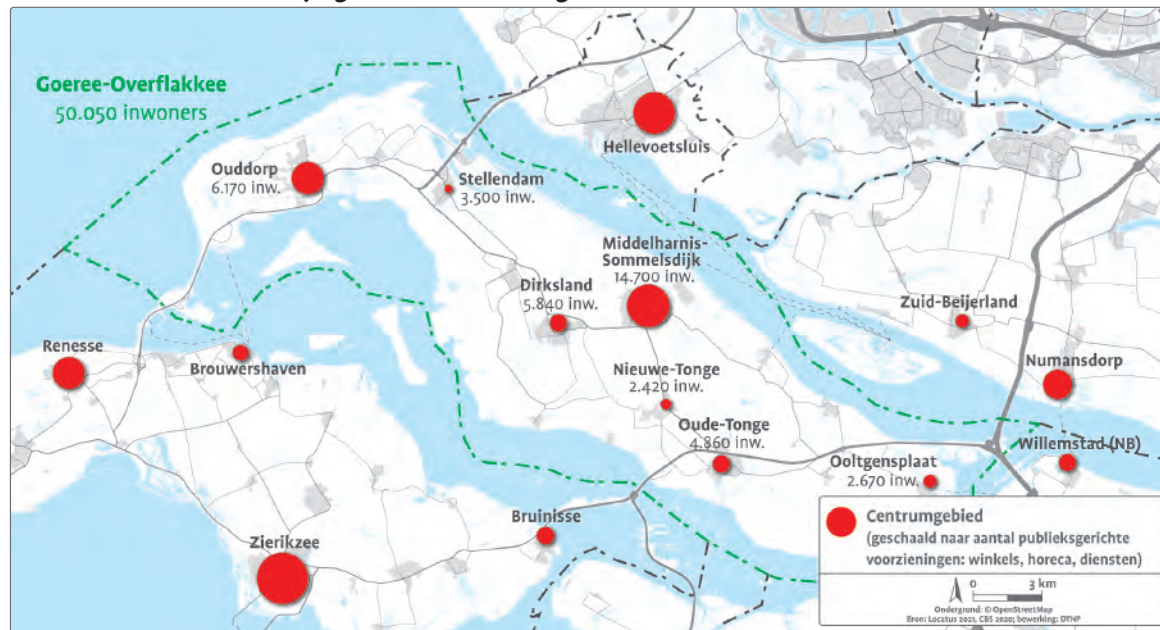 Goeree-Overflakkee
50.050 inwoners
Hellevoetsluis
Ouddorp
6.170 inw.
Stellendam
3.500 inw.
Middelharnis-
Sommelsdijk
14.700 inw.
Dirksland
5.840 inw.
Zuid-Beijerland
Renesse
Brouwershaven
Numansdorp
Nieuwe-Tonge
2.420 inw.
Oude-Tonge
4.860 inw.
Willemstad (NB)
Ooltgensplaat
2.670 inw.
Bruinisse
Zierikzee
Centrumgebied
(geschaald naar aantal publieksgerichte
voorzieningen: winkels, horeca, diensten)
0 3 km
Ondergrond: © OpenStreetMap
Bron: Locatus 2021, CBS 2020; bewerking: DTNP